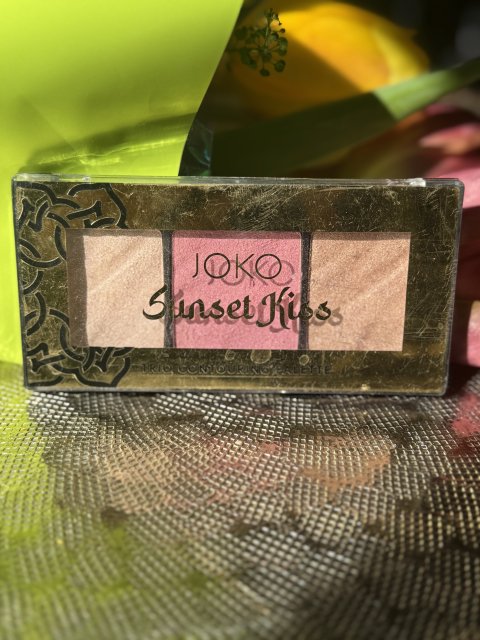 JOKO
Sunset Kiss
TRIO CONTOURING PALETTE